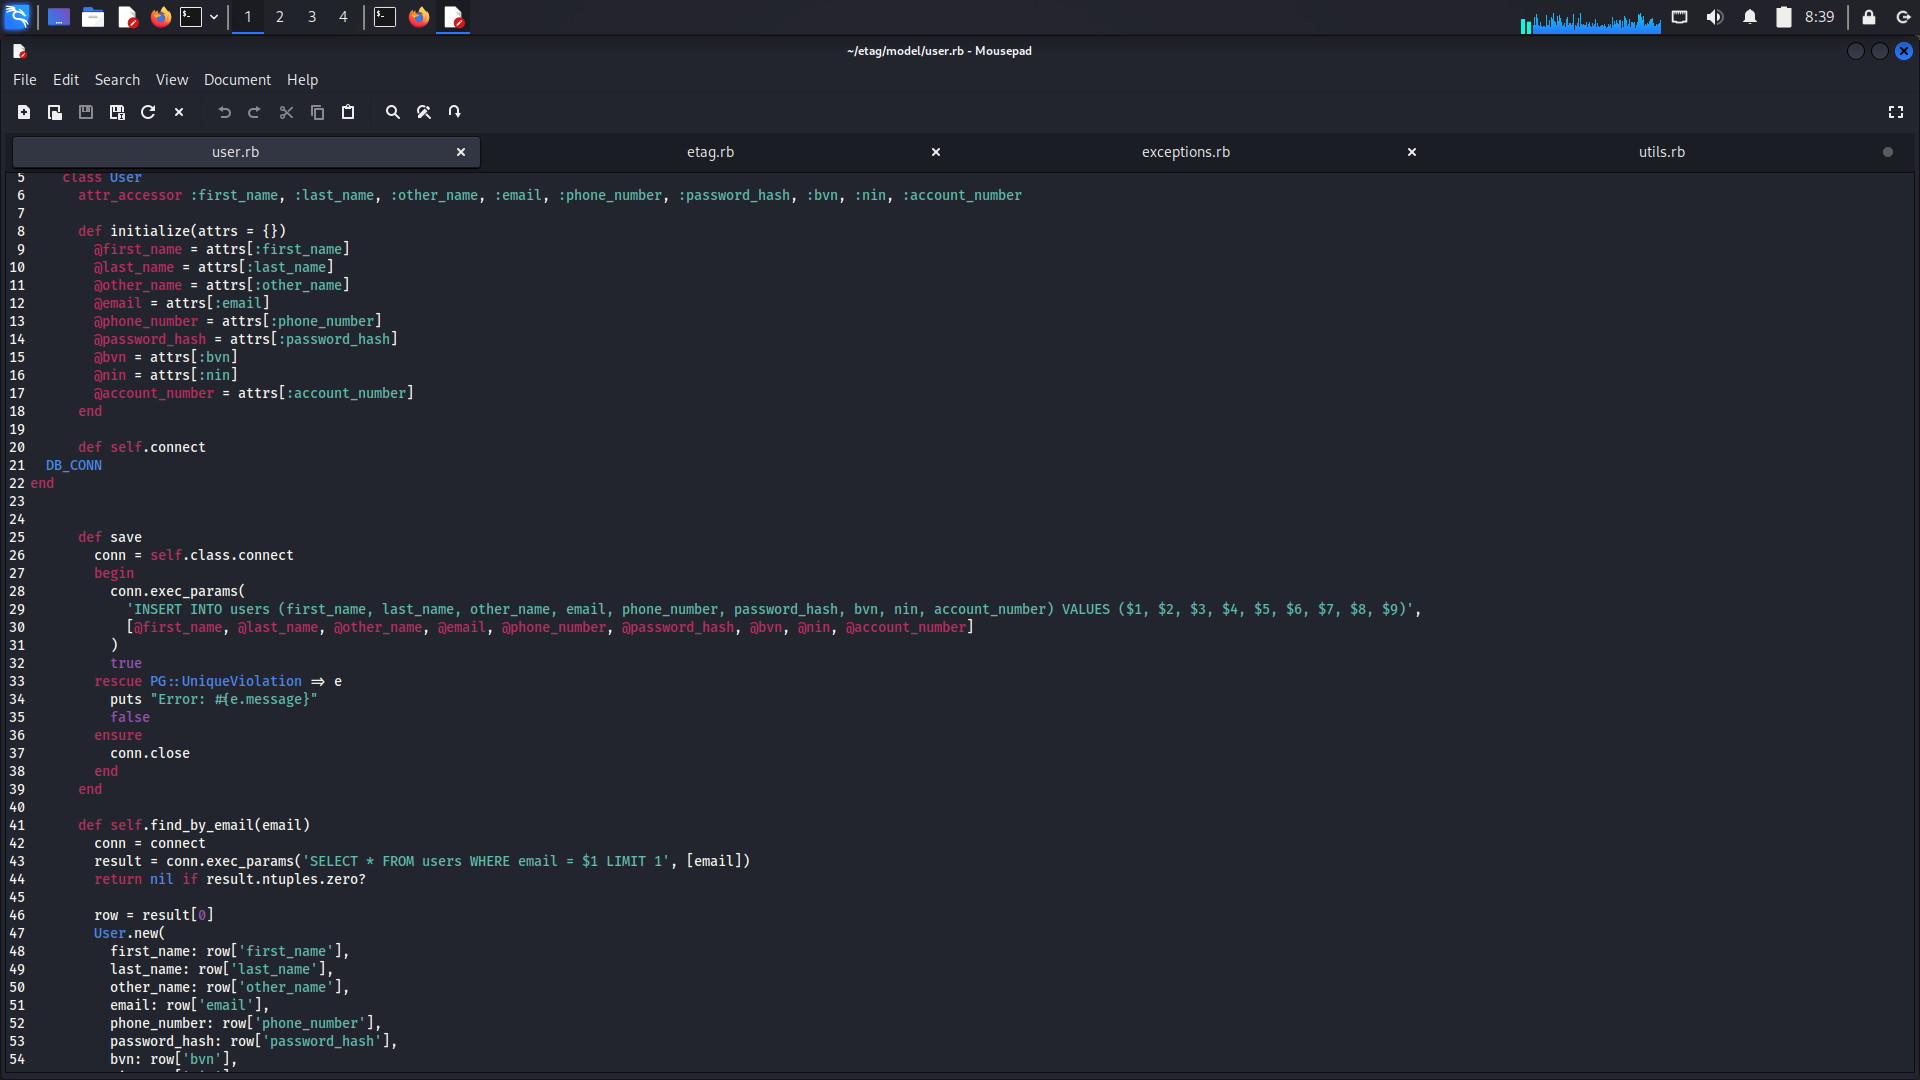 1 2 3 4 8:39
~/etag/model/user.rb - Mousepad
File Edit Search View Document Help
user.rb etag.rb exceptions.rb utils.rb
5 class User
6 attr_accessor :first_name, :last_name, :other_name, :email, :phone_number, :password_hash, :bvn, :nin, :account_number
7
8 def initialize(attrs = {})
9 @first_name = attrs[:first_name]
10 @last_name = attrs[:last_name]
11 @other_name = attrs[:other_name]
12 @email = attrs[:email]
13 @phone_number = attrs[:phone_number]
14 @password_hash = attrs[:password_hash]
15 @bvn = attrs[:bvn]
16 @nin = attrs[:nin]
17 @account_number = attrs[:account_number]
18 end
19
20 def self.connect
21 DB_CONN
22 end
23
24
25 def save
26 conn = self.class.connect
27 begin
28 conn.exec_params(
29 'INSERT INTO users (first_name, last_name, other_name, email, phone_number, password_hash, bvn, nin, account_number) VALUES ($1, $2, $3, $4, $5, $6, $7, $8, $9)',
30 [@first_name, @last_name, @other_name, @email, @phone_number, @password_hash, @bvn, @nin, @account_number]
31 )
32 true
33 rescue PG::UniqueViolation => e
34 puts "Error: #{e.message}"
35 false
36 ensure
37 conn.close
38 end
39 end
40
41 def self.find_by_email(email)
42 conn = connect
43 result = conn.exec_params('SELECT * FROM users WHERE email = $1 LIMIT 1', [email])
44 return nil if result.ntuples.zero?
45
46 row = result[0]
47 User.new(
48 first_name: row['first_name'],
49 last_name: row['last_name'],
50 other_name: row['other_name'],
51 email: row['email'],
52 phone_number: row['phone_number'],
53 password_hash: row['password_hash'],
54 bvn: row['bvn'],